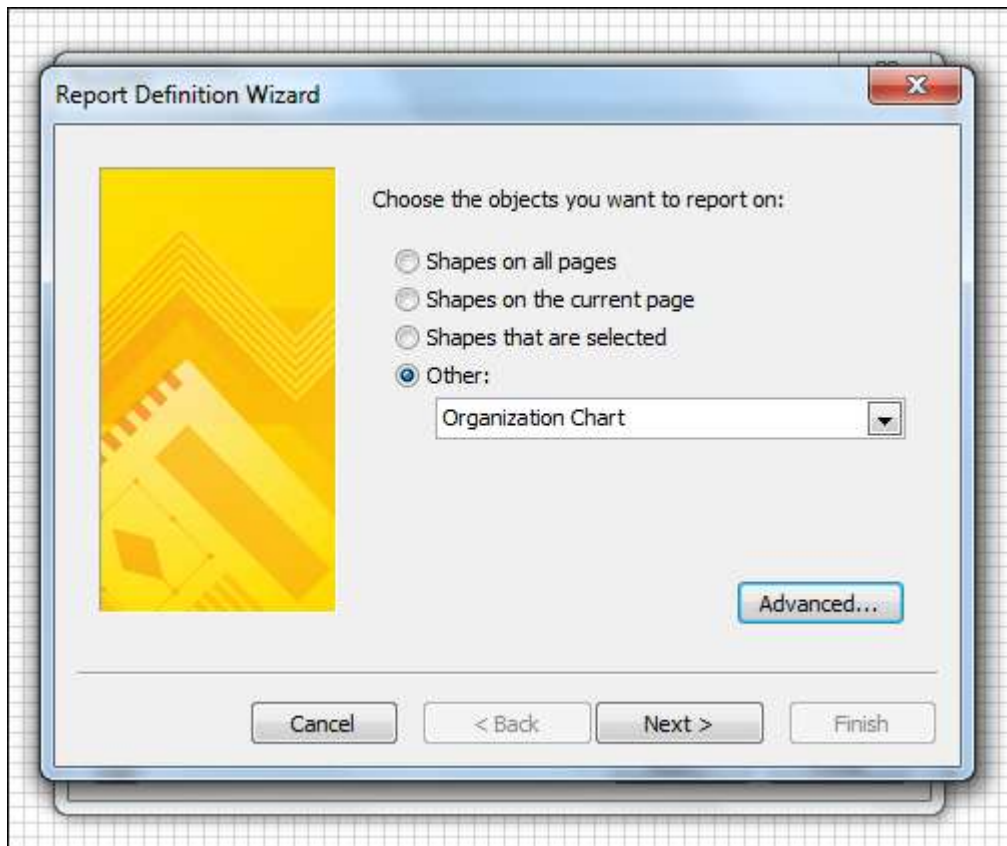 Report Definition Wizard
Choose the objects you want to report on:
Shapes on all pages
Shapes on the current page
Shapes that are selected
Other:
Organization Chart
Advanced...
Cancel
< Back
Next >
Finish